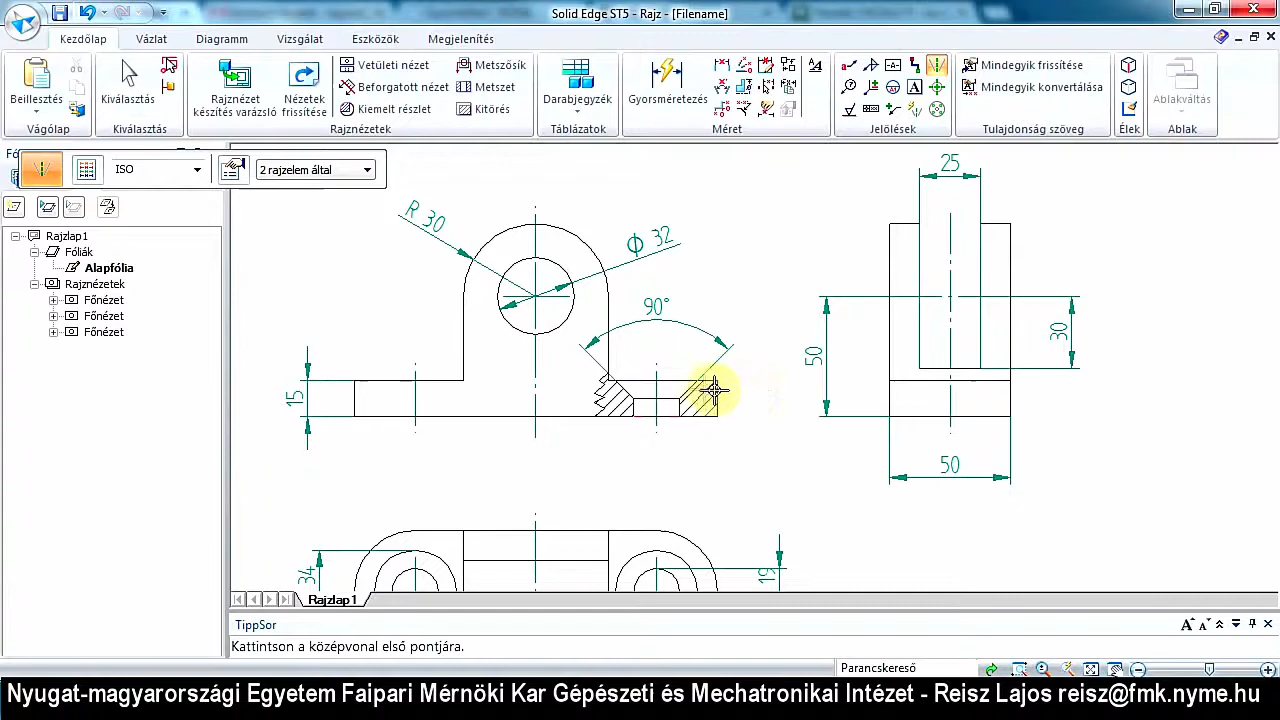 Solid Edge ST5 - Rajz - [Filename]
Kezdőlap Vázlat Diagramm Vizsgálat Eszközök Megjelenítés
Beillesztés
Vágólap
Kiválasztás
Kiválasztás
Rajznézet készítés varázsló
Nézetek frissítése
Vetületi nézet
Beforgatott nézet
Kiemelt részlet
Metszősík
Metszet
Kitörés
Rajznézetek
Darabjegyzék
Táblázatok
Gyorsméretezés
Méret
Jelölések
Mindegyik frissítése
Mindegyik konvertálása
Tulajdonság szöveg
Élek
Ablakváltás
Ablak
ISO
2 rajzelem által
Rajzlap1
Fóliák
Alapfólia
Rajznézetek
Főnézet
Főnézet
Főnézet
R 30
Φ 32
90°
15
34
19
25
50
30
50
Rajzlap1
TippSor
Kattintson a középvonal első pontjára.
Parancskereső
Nyugat-magyarországi Egyetem Faipari Mérnöki Kar Gépészeti és Mechatronikai Intézet - Reisz Lajos reisz@fmk.nyme.hu